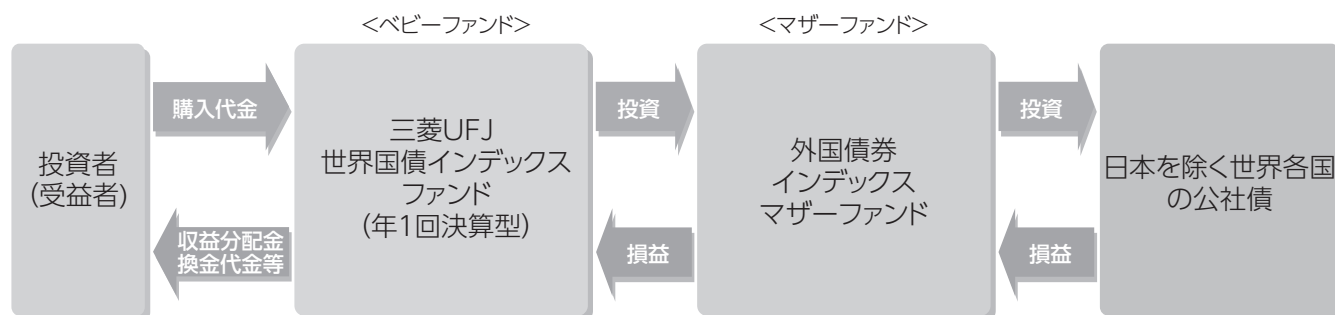 <ベビーファンド>
<マザーファンド>
投資者
(受益者)
購入代金
収益分配金
換金代金等
三菱UFJ
世界国債インデックス
ファンド
(年1回決算型)
投資
損益
外国債券
インデックス
マザーファンド
投資
損益
日本を除く世界各国
の公社債